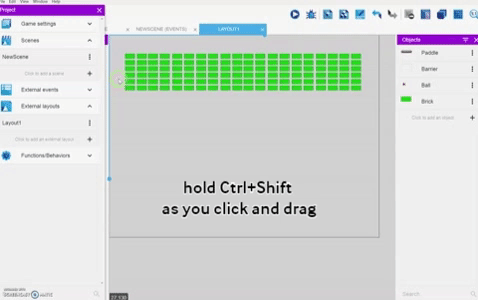 File Edit View Window Help
Project
Game settings
Scenes
NewScene
Click to add a scene
External events
External layouts
Layout1
Click to add an external layout
Functions/Behaviors
NEWSCENE (EVENTS)
LAYOUT1
hold Ctrl+Shift
as you click and drag
Objects
Paddle
Barrier
Ball
Brick
Click to add an object
Search...